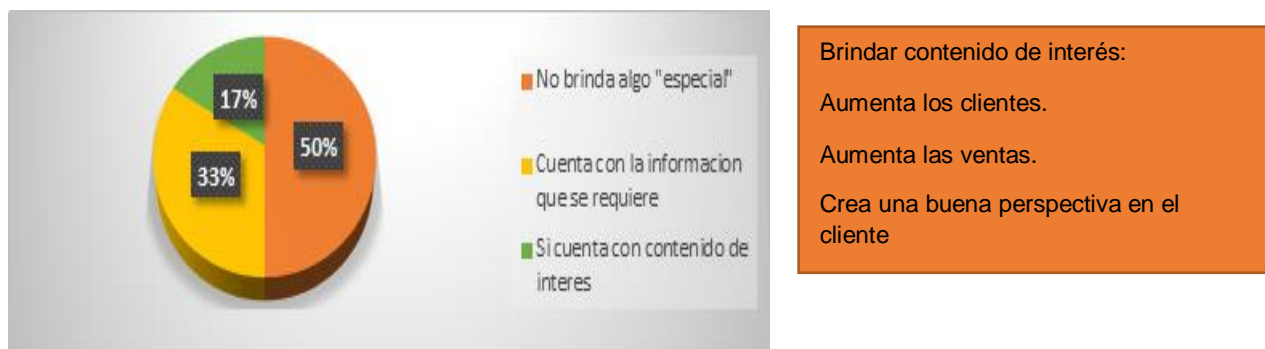 17%
50%
33%
No brinda algo "especial"
Cuenta con la informacion
que se requiere
Si cuenta con contenido de
interes
Brindar contenido de interés:
Aumenta los clientes.
Aumenta las ventas.
Crea una buena perspectiva en el
cliente